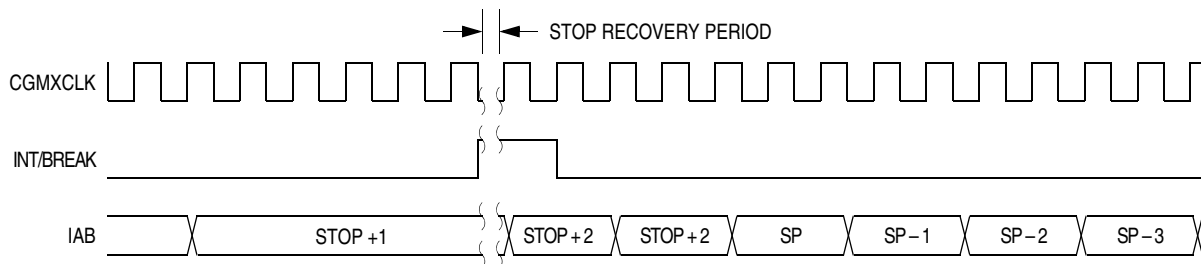 STOP RECOVERY PERIOD
CGMXCLK
INT/BREAK
IAB STOP +1 STOP + 2 STOP + 2 SP SP – 1 SP – 2 SP – 3